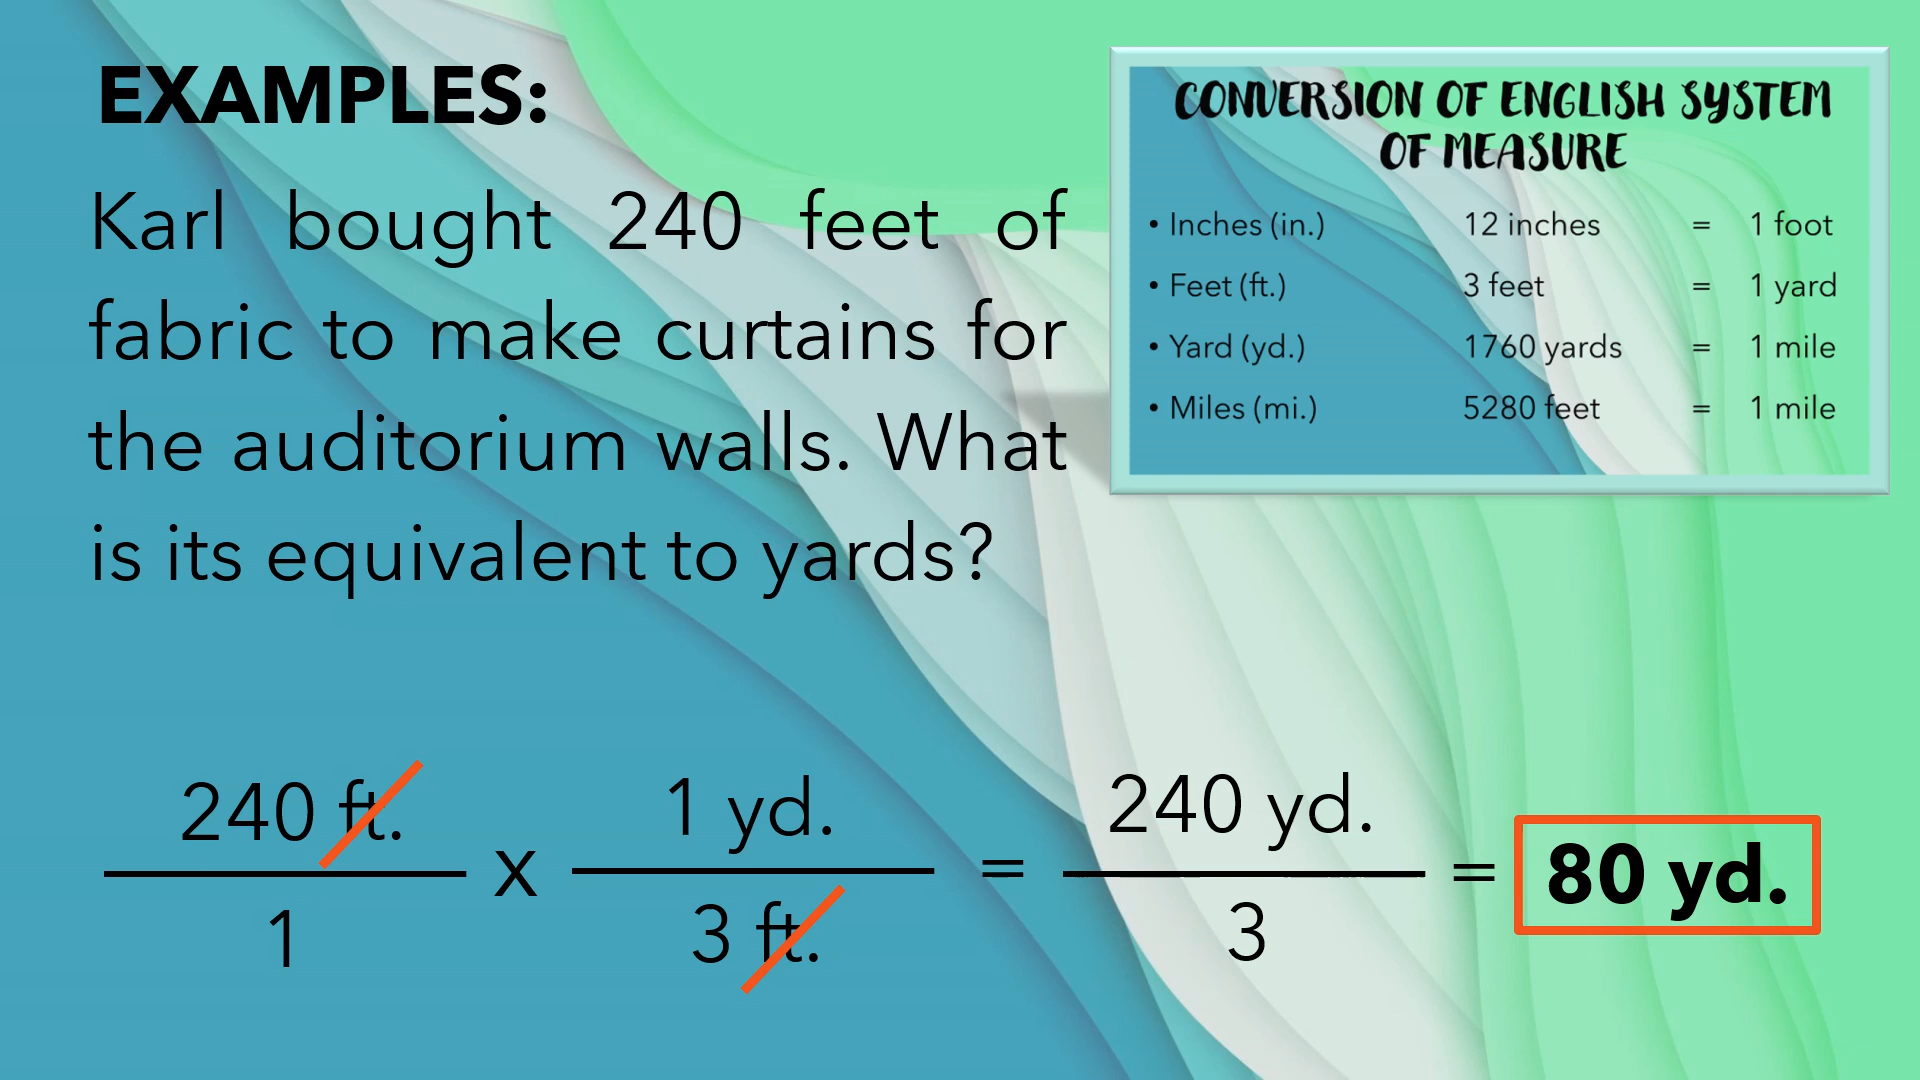 EXAMPLES:
Karl bought 240 feet of
fabric to make curtains for
the auditorium walls. What
is its equivalent to yards?
CONVERSION OF ENGLISH SYSTEM
OF MEASURE
• Inches (in.) 12 inches = 1 foot
• Feet (ft.) 3 feet = 1 yard
• Yard (yd.) 1760 yards = 1 mile
• Miles (mi.) 5280 feet = 1 mile
240 ft. 1 yd. 240 yd.
x = = 80 yd.
1 3 ft. 3